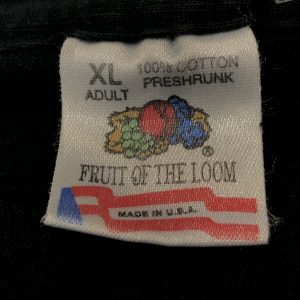 XL 100% COTTON
ADULT PRESHRUNK
®
FRUIT OF THE LOOM
MADE IN U.S.A.